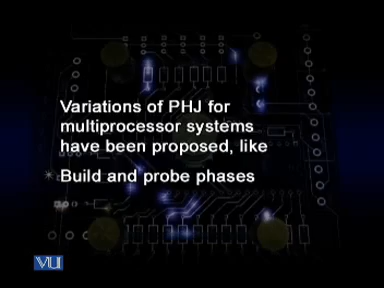 Variations of PHJ for
multiprocessor systems
have been proposed, like
Build and probe phases
VU